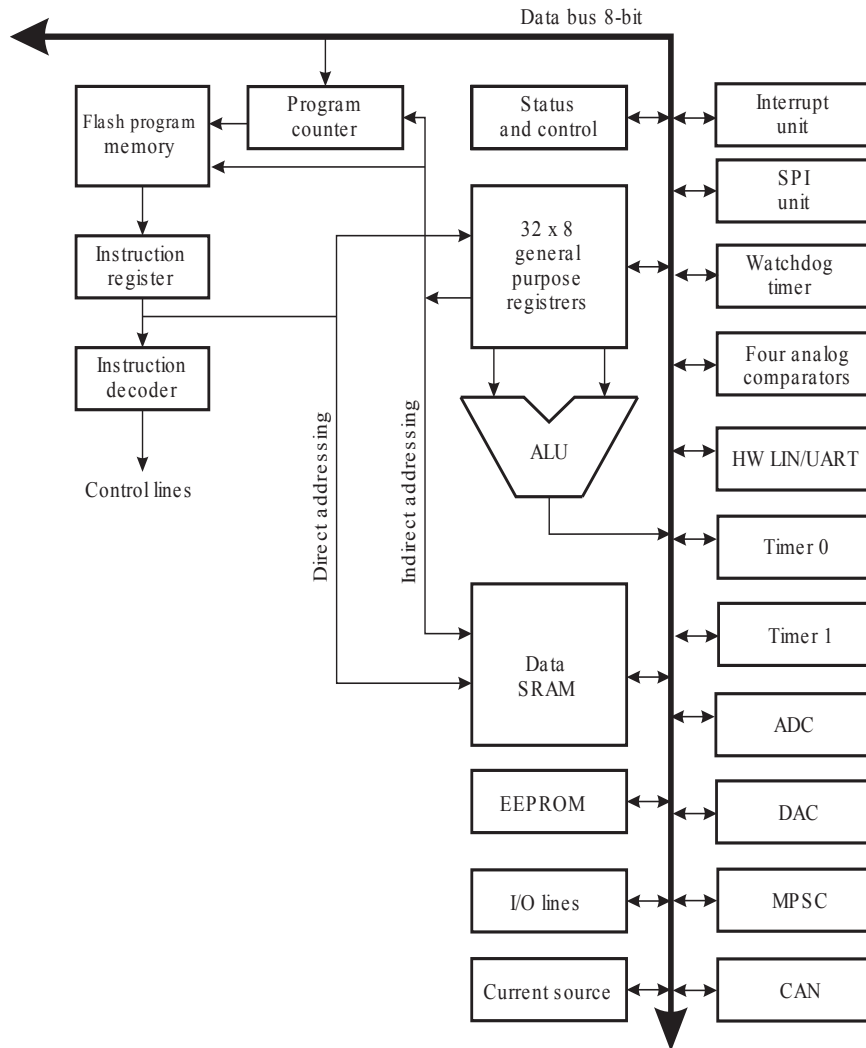 Data bus 8-bit
Program
counter
Flash program
memory
Instruction
register
Instruction
decoder
Control lines
Direct addressing
Indirect addressing
Status
and control
32 x 8
general
purpose
registrers
ALU
Data
SRAM
EEPROM
I/O lines
Current source
Interrupt
unit
SPI
unit
Watchdog
timer
Four analog
comparators
HW LIN/UART
Timer 0
Timer 1
ADC
DAC
MPSC
CAN